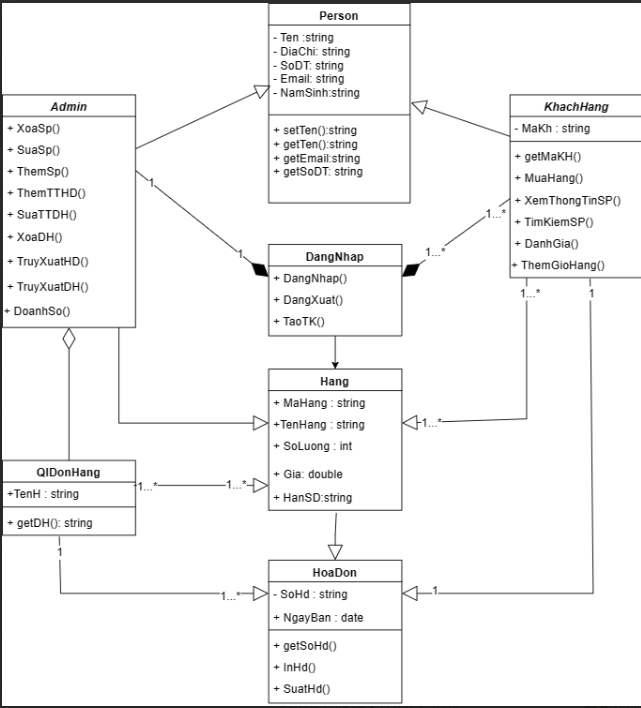 Person
- Ten :string
- DiaChi: string
- SoDT: string
- Email: string
- NamSinh:string
+ setTen():string
+ getTen():string
+ getEmail:string
+ getSoDT: string
Admin
+ XoaSp()
+ SuaSp()
+ ThemSp()
+ ThemTTHD()
+ SuaTTDH()
+ XoaDH()
+ TruyXuatHD()
+ TruyXuatDH()
+ DoanhSo()
KhachHang
- MaKh : string
+ getMaKH()
+ MuaHang()
+ XemThongTinSP()
+ TimKiemSP()
+ DanhGia()
+ ThemGioHang()
1
1
1...*
1...*
DangNhap
+ DangNhap()
+ DangXuat()
+ TaoTK()
1...*
1
Hang
+ MaHang : string
+TenHang : string
+ SoLuong : int
+ Gia: double
+ HanSD:string
1...*
QlDonHang
+TenH : string
+ getDH(): string
1...*
1...*
1
1...*
HoaDon
- SoHd : string
+ NgayBan : date
+ getSoHd()
+ InHd()
+ SuatHd()
1